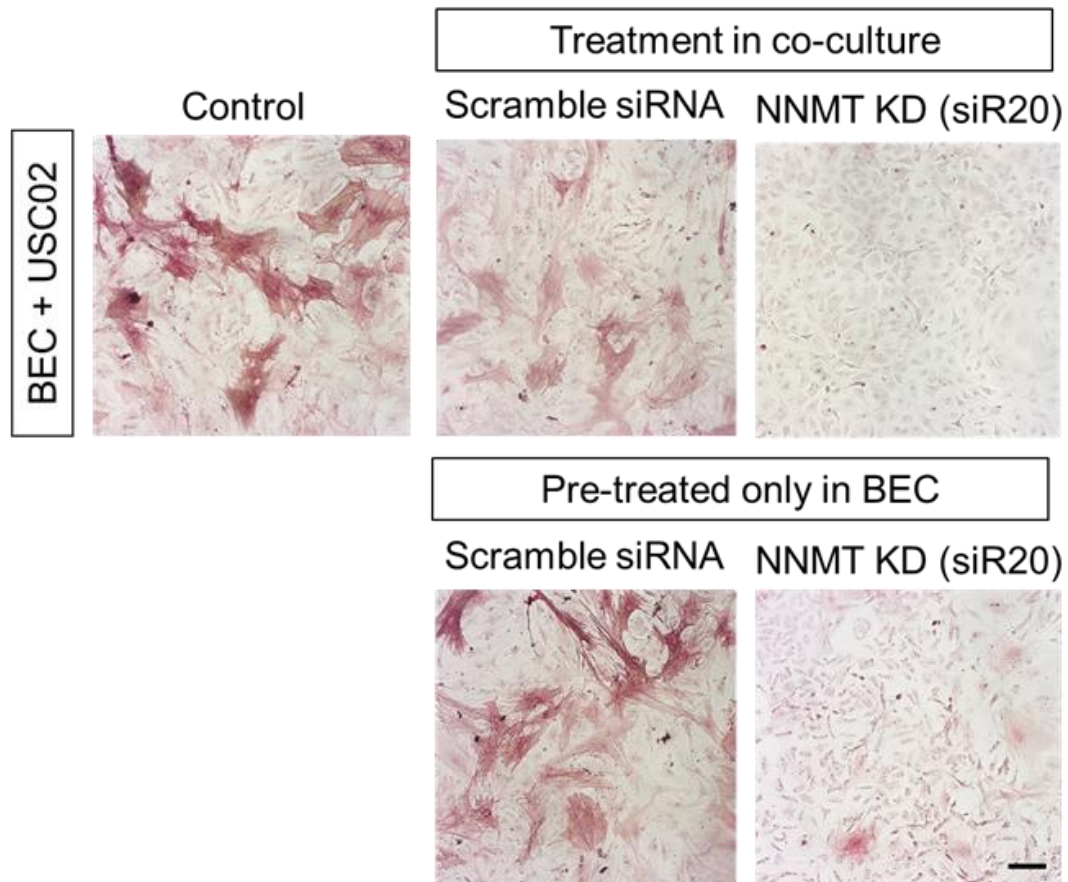 Treatment in co-culture
Control
Scramble siRNA
NNMT KD (siR20)
BEC + USC02
Pre-treated only in BEC
Scramble siRNA
NNMT KD (siR20)